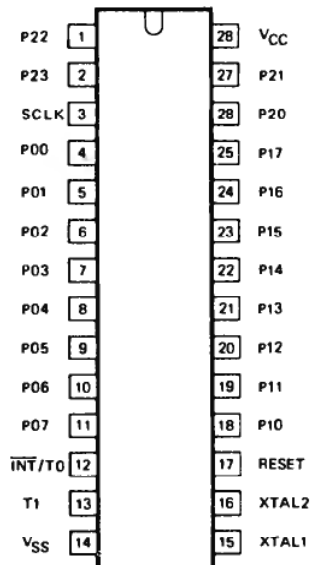 P22 1 28 VCC
P23 2 27 P21
SCLK 3 28 P20
P00 4 25 P17
P01 5 24 P16
P02 6 23 P15
P03 7 22 P14
P04 8 21 P13
P05 9 20 P12
P06 10 19 P11
P07 11 18 P10
INT/T0 12 17 RESET
T1 13 16 XTAL2
VSS 14 15 XTAL1